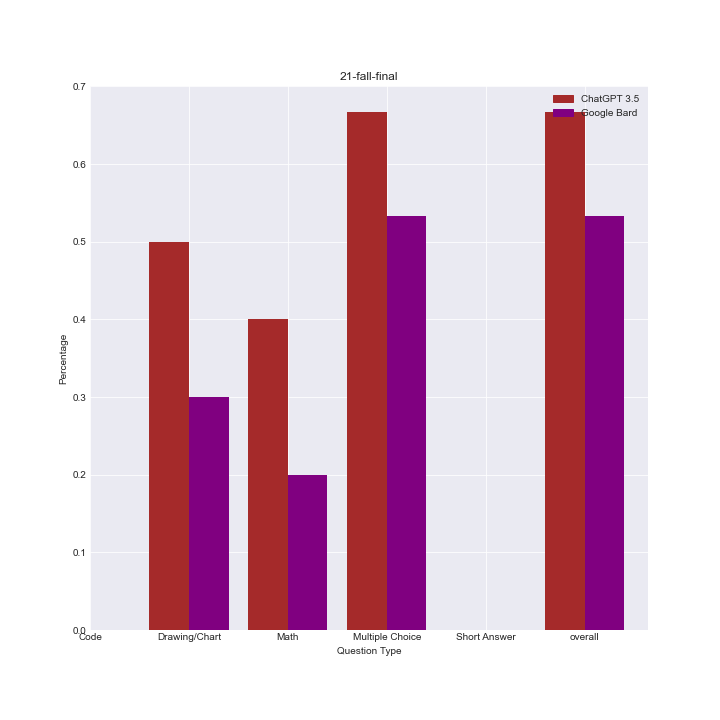 21-fall-final
ChatGPT 3.5
Google Bard
0.7
0.6
0.5
0.4
0.3
0.2
0.1
0.0
Percentage
Code Drawing/Chart Math Multiple Choice Short Answer overall
Question Type